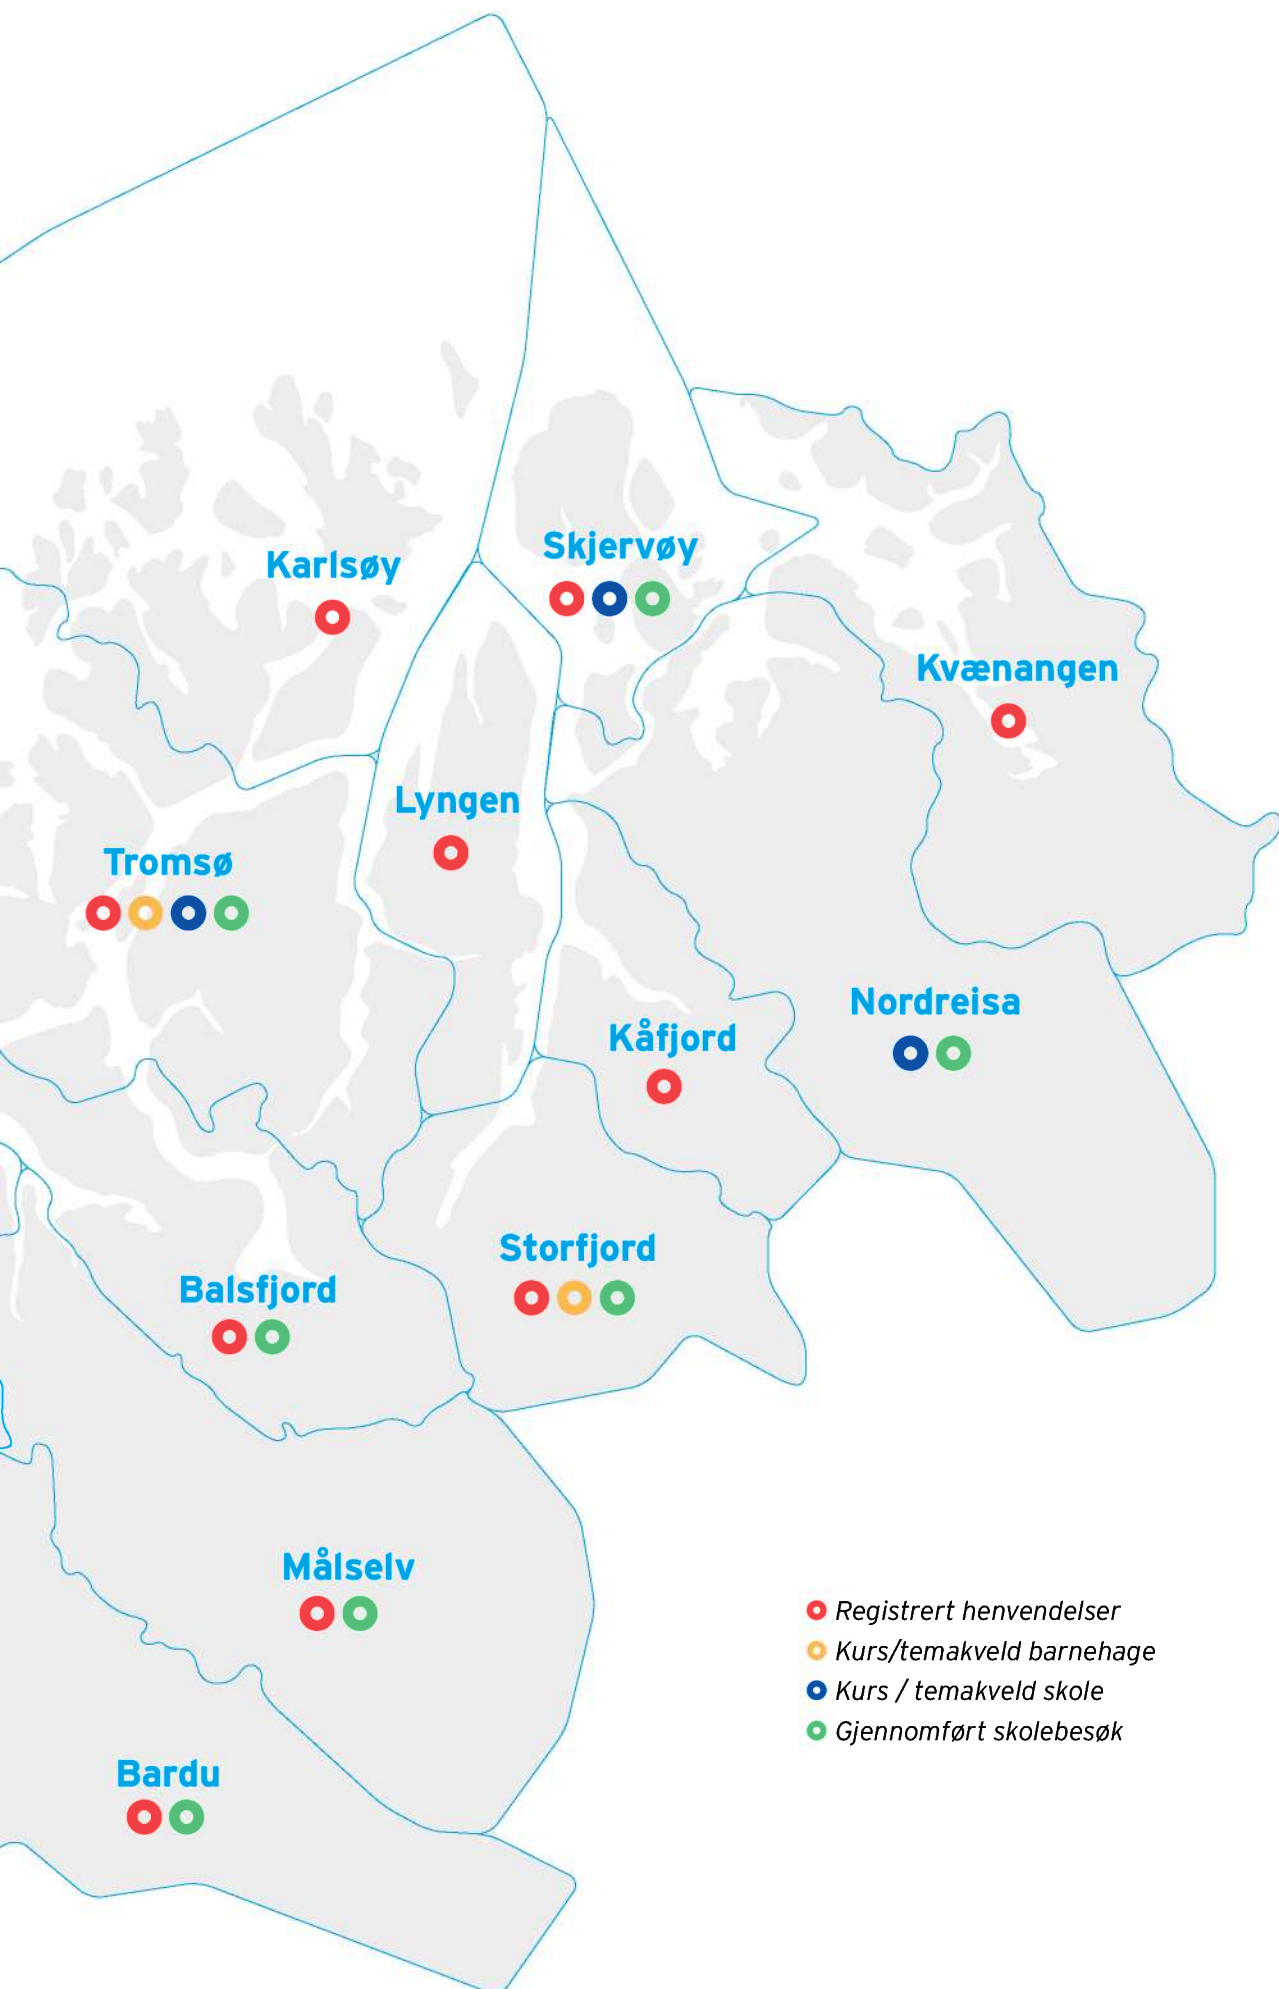 Skjervøy
Karlsøy
Kvænangen
Lyngen
Tromsø
Nordreisa
Kåfjord
Storfjord
Balsfjord
Målselv
Registrert henvendelser
Kurs/temakveld barnehage
Kurs / temakveld skole
Gjennomført skolebesøk
Bardu